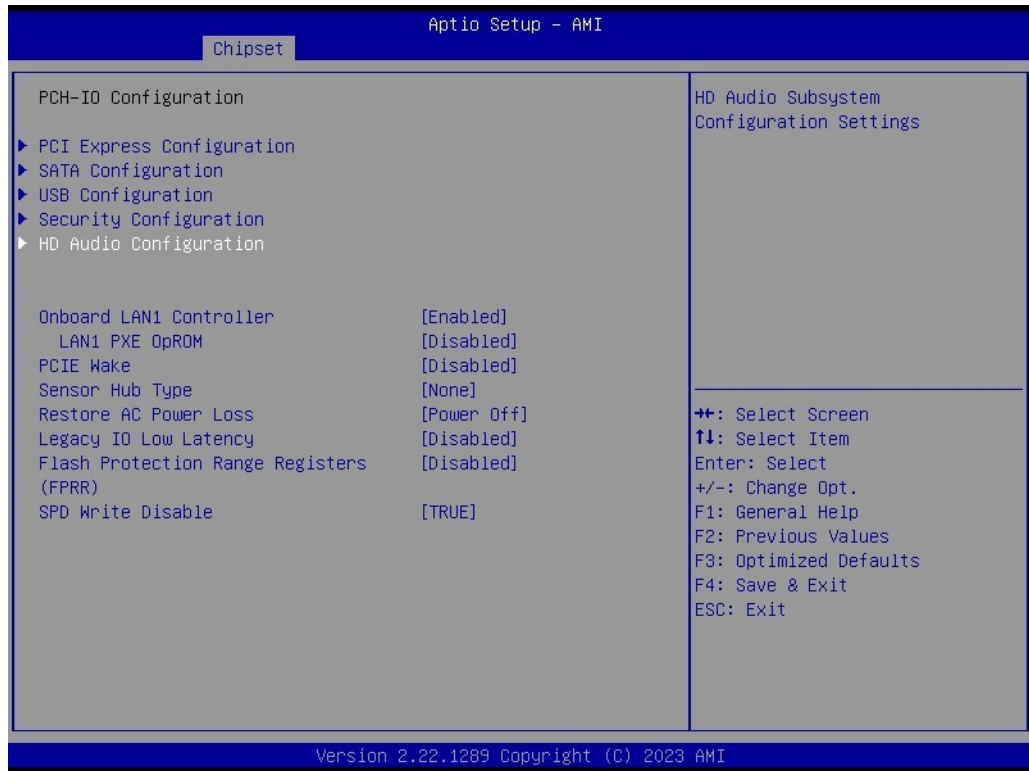 Aptio Setup – AMI
Chipset
PCH-IO Configuration
▶ PCI Express Configuration
▶ SATA Configuration
▶ USB Configuration
▶ Security Configuration
▶ HD Audio Configuration
Onboard LAN1 Controller [Enabled]
LAN1 PXE OpROM [Disabled]
PCIE Wake [Disabled]
Sensor Hub Type [None]
Restore AC Power Loss [Power Off]
Legacy IO Low Latency [Disabled]
Flash Protection Range Registers [Disabled]
(FPRR)
SPD Write Disable [TRUE]
HD Audio Subsystem
Configuration Settings
→←: Select Screen
↑↓: Select Item
Enter: Select
+/-: Change Opt.
F1: General Help
F2: Previous Values
F3: Optimized Defaults
F4: Save & Exit
ESC: Exit
Version 2.22.1289 Copyright (C) 2023 AMI